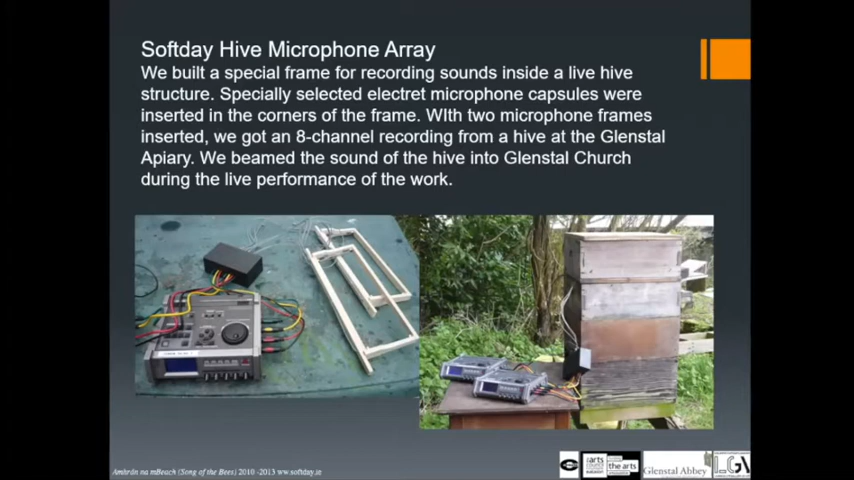 Softday Hive Microphone Array
We built a special frame for recording sounds inside a live hive
structure. Specially selected electret microphone capsules were
inserted in the corners of the frame. WIth two microphone frames
inserted, we got an 8-channel recording from a hive at the Glenstal
Apiary. We beamed the sound of the hive into Glenstal Church
during the live performance of the work.
Amhrán na mBeach (Song of the Bees) 2010 -2013 ww.softday.ie
arts
council
the arts
Glenstal Abbey
LGV